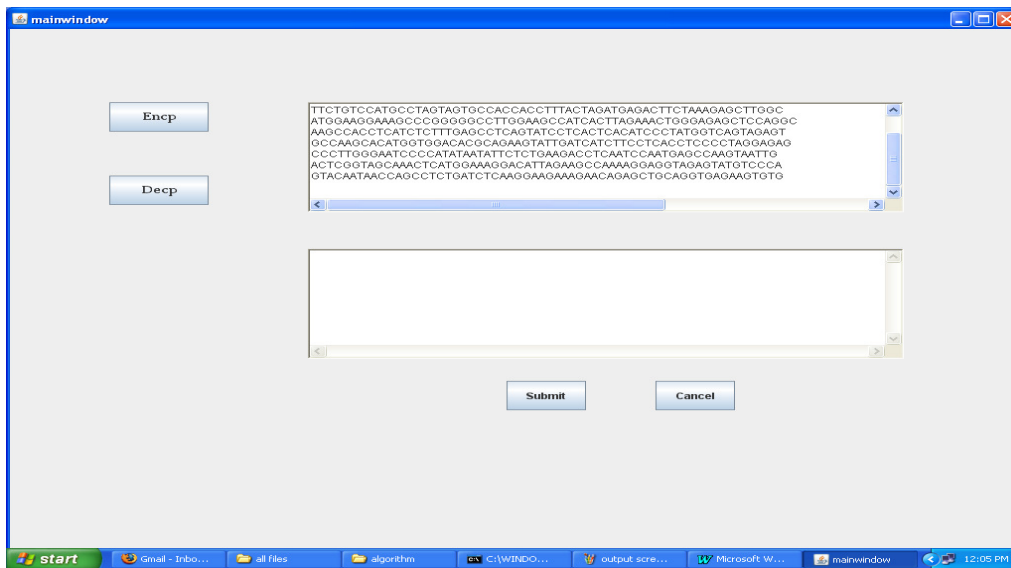 mainwindow
Encp
Decp
TTCTGTCCATGCCTAGTAGTGCCACCACCTTTACTAGATGAGACTTCTAAAGAGCTTGGC
ATGGAAGGAAAGCCCGGGGGCCTTGGAAGCCATCACTTAGAAACTGGGAGAGCTCCAGGC
AAGCCACCTCATCTCTTTGAGCCTCAGTATCCTCACTCACATCCCTATGGTCAGTAGAGT
GCCAAGCACATGGTGGACACGCAGAAGTATTGATCATCTTCCTCACCTCCCCTAGGAGAG
CCCTTGGGAATCCCCATATAATATTCTCTGAAGACCTCAATCCAATGAGCCAAGTAATTG
ACTCGGTAGCAAACTCATGGAAAGGACATTAGAAGCCAAAAGGAGGTAGAGTATGTCCCA
GTACAATAACCAGCCTCTGATCTCAAGGAAGAAAGAACAGAGCTGCAGGTGAGAAGTGTG
Submit
Cancel
start
Gmail - Inbo...
all files
algorithm
C:\WINDO...
output scre...
Microsoft W...
mainwindow
12:05 PM